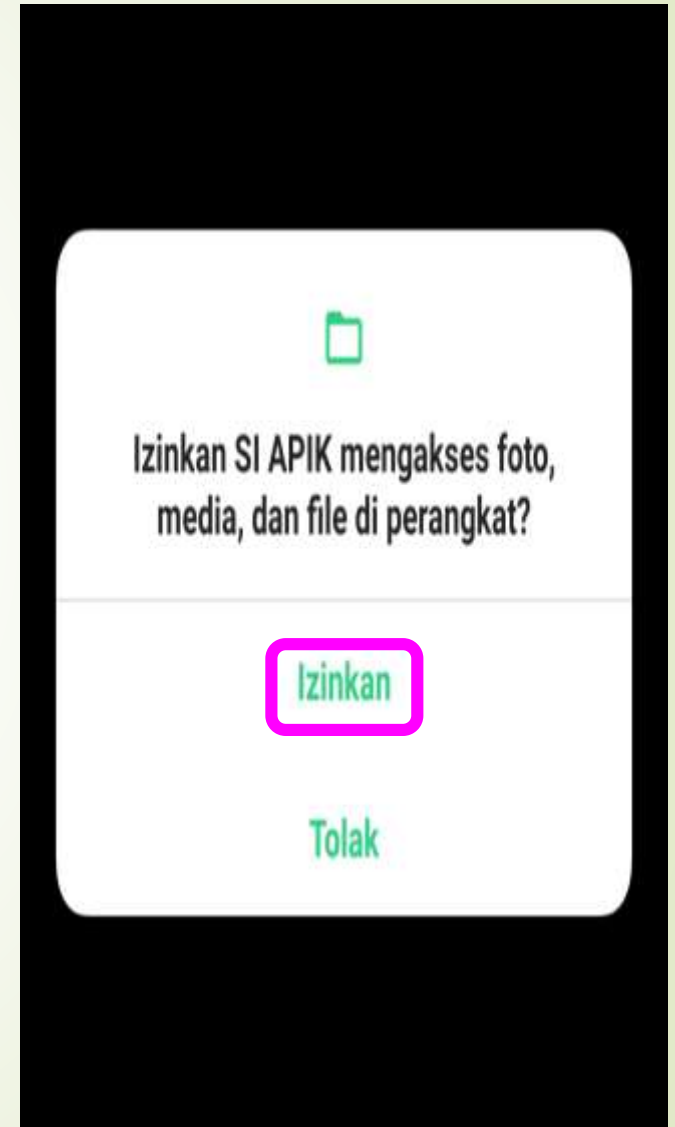 Izinkan SI APIK mengakses foto,
media, dan file di perangkat?
Izinkan
Tolak